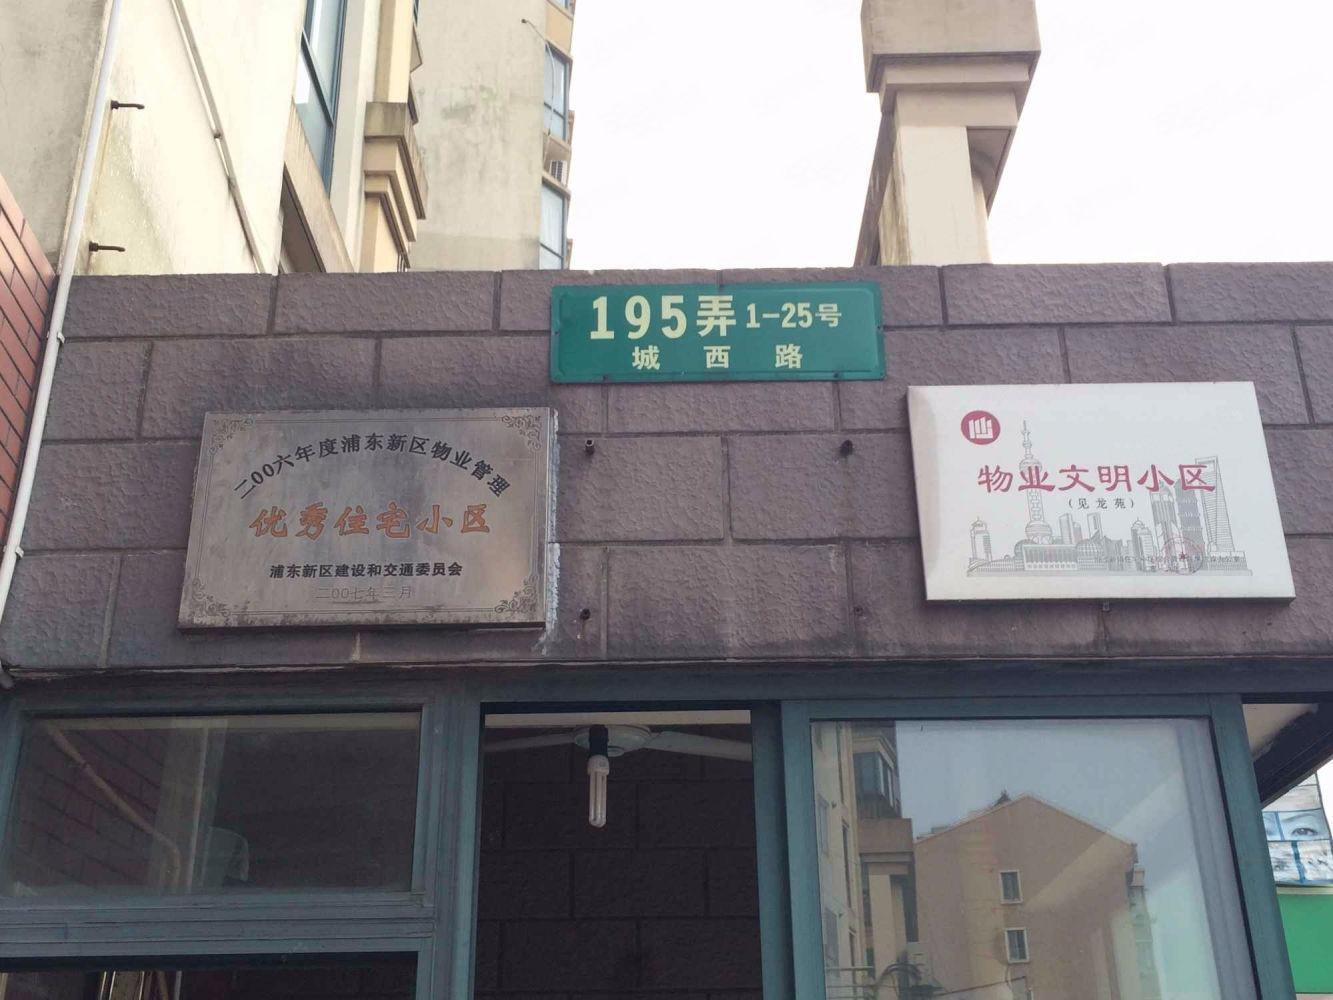 195弄 1-25号
城西路
二00六年度浦东新区物业管理
优秀住宅小区
浦东新区建设和交通委员会
二00七年三月
物业文明小区
(见龙苑)